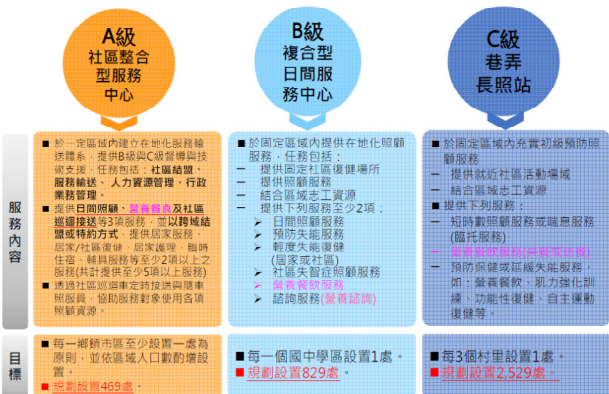 A級
社區整合
型服務
中心
B級
複合型
日間服
務中心
C級
巷弄
長照站
服務內容
■於一定區域內建立在地化服務輸
送體系，提供B級與C級督導與技
術支援，任務包括：社區結盟、
服務輸送、人力資源管理、行政
業務管理。
■提供日間照顧、營養餐食及社區
巡迴接送等3項服務，並以跨域結
盟或特約方式，提供居家服務、
居家/社區復健、居家護理、臨時
住宿、輔具服務等至少2項以上之
服務(共計提供至少5項以上服務)
■透過社區巡迴車定時接送與隨車
照服員，協助服務對象使用各項
照顧資源。
■於固定區域內提供在地化照顧
服務，任務包括：
－ 提供固定社區復健場所
－ 提供照顧服務
－ 結合區域志工資源
－ 提供下列服務至少2項：
➢ 日間照顧服務
➢ 預防失能服務
➢ 輕度失能復健
(居家或社區)
➢ 社區失智症照顧服務
➢ 營養餐飲服務
➢ 諮詢服務(營養諮詢)
■於固定區域內充實初級預防照
顧服務
－ 提供就近社區活動場域
－ 結合區域志工資源
■提供下列服務：
－ 短時數照顧服務或喘息服務
(臨托服務)
－ 營養餐飲服務(共餐或送餐)
－ 預防保健或延緩失能服務，
如：營養餐飲、肌力強化訓
練、功能性復健、自主運動
復健等。
目標
■每一鄉鎮市區至少設置一處為
原則，並依區域人口數酌增設
置。
■規劃設置469處。
■每一個國中學區設置1處。
■規劃設置829處。
■每3個村里設置1處。
■規劃設置2,529處。